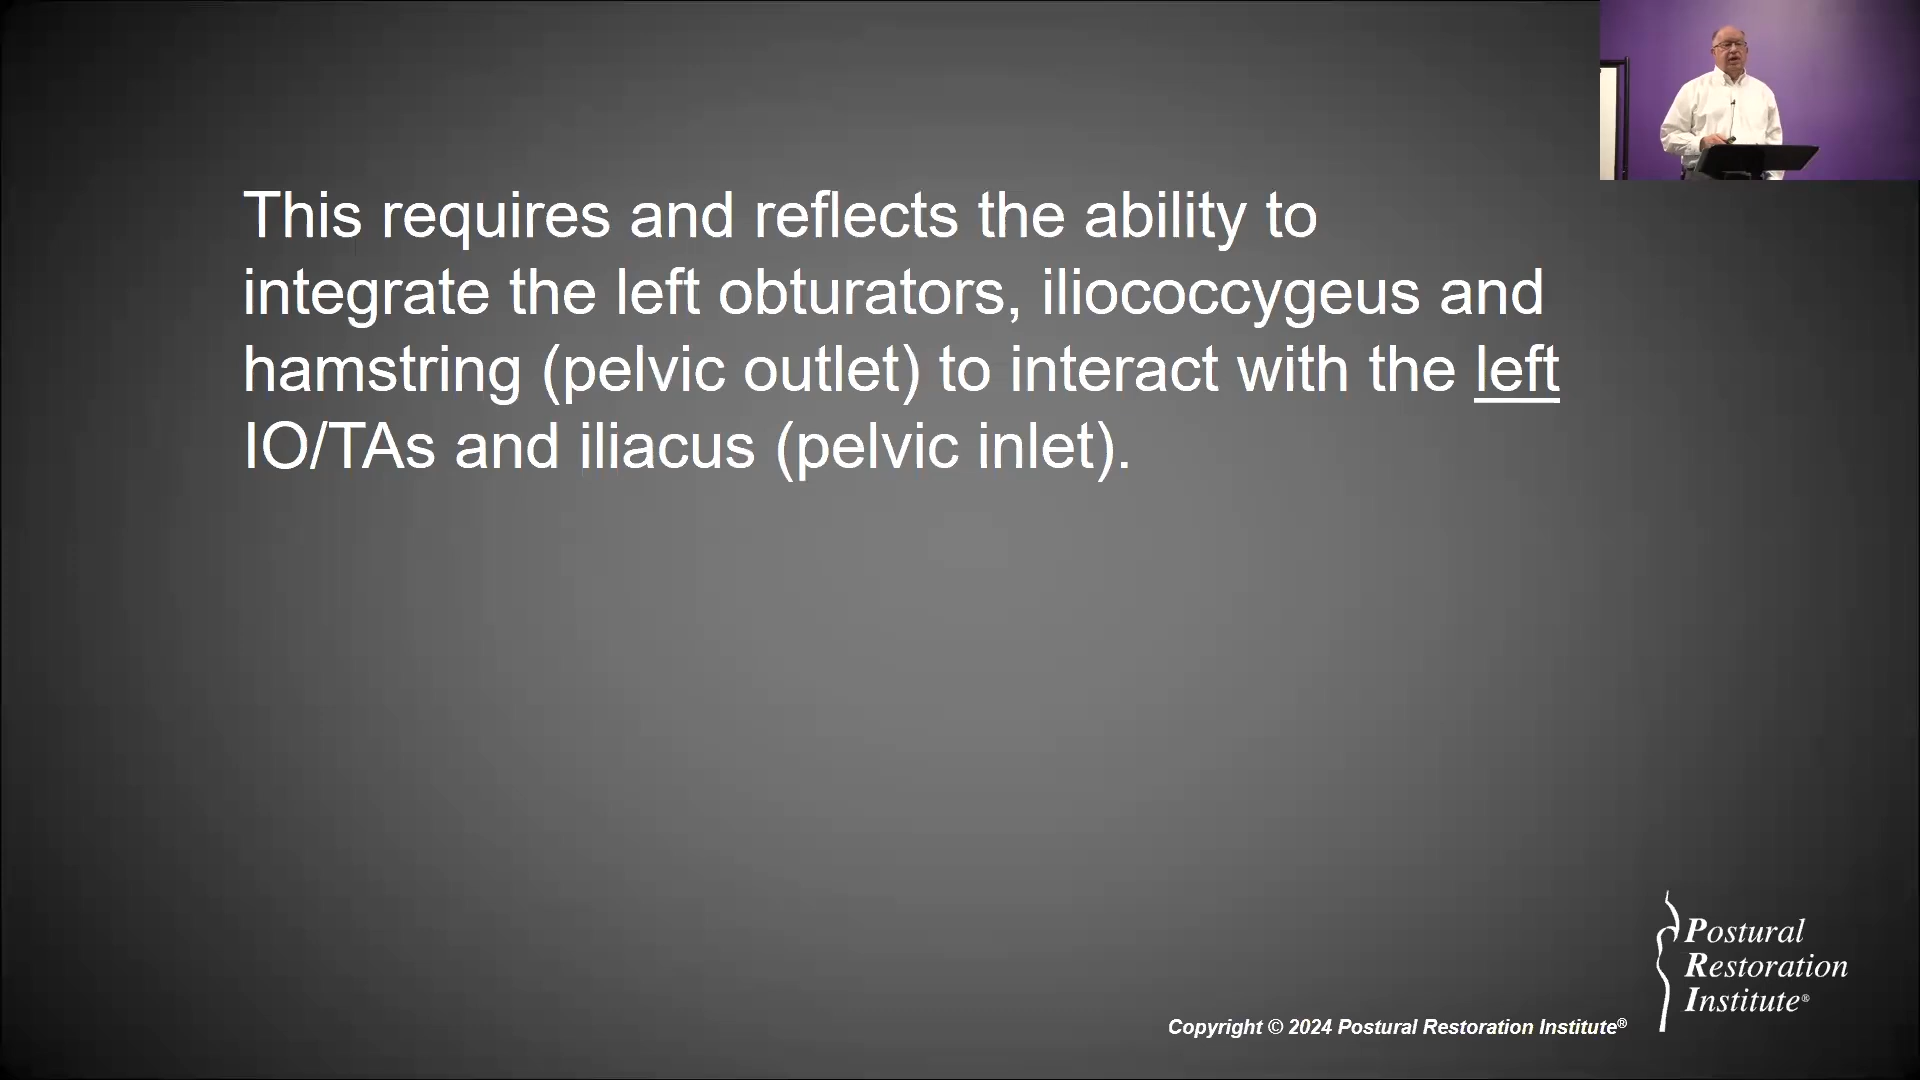 This requires and reflects the ability to
integrate the left obturators, iliococcygeus and
hamstring (pelvic outlet) to interact with the left
IO/TAs and iliacus (pelvic inlet).
Postural
Restoration
Institute®
Copyright © 2024 Postural Restoration Institute®